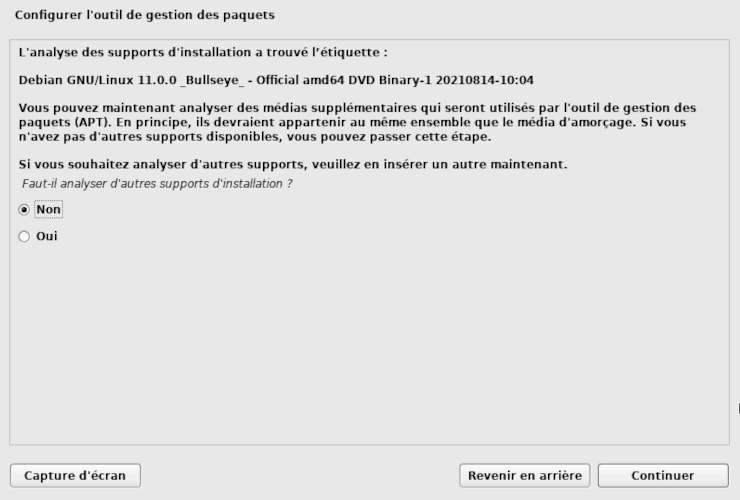 Configurer l'outil de gestion des paquets
L'analyse des supports d'installation a trouvé l’étiquette :
Debian GNU/Linux 11.0.0 _Bullseye_ - Official amd64 DVD Binary-1 20210814-10:04
Vous pouvez maintenant analyser des médias supplémentaires qui seront utilisés par l'outil de gestion des
paquets (APT). En principe, ils devraient appartenir au même ensemble que le média d'amorçage. Si vous
n'avez pas d'autres supports disponibles, vous pouvez passer cette étape.
Si vous souhaitez analyser d'autres supports, veuillez en insérer un autre maintenant.
Faut-il analyser d'autres supports d'installation ?
Non
Oui
Capture d'écran
Revenir en arrière
Continuer